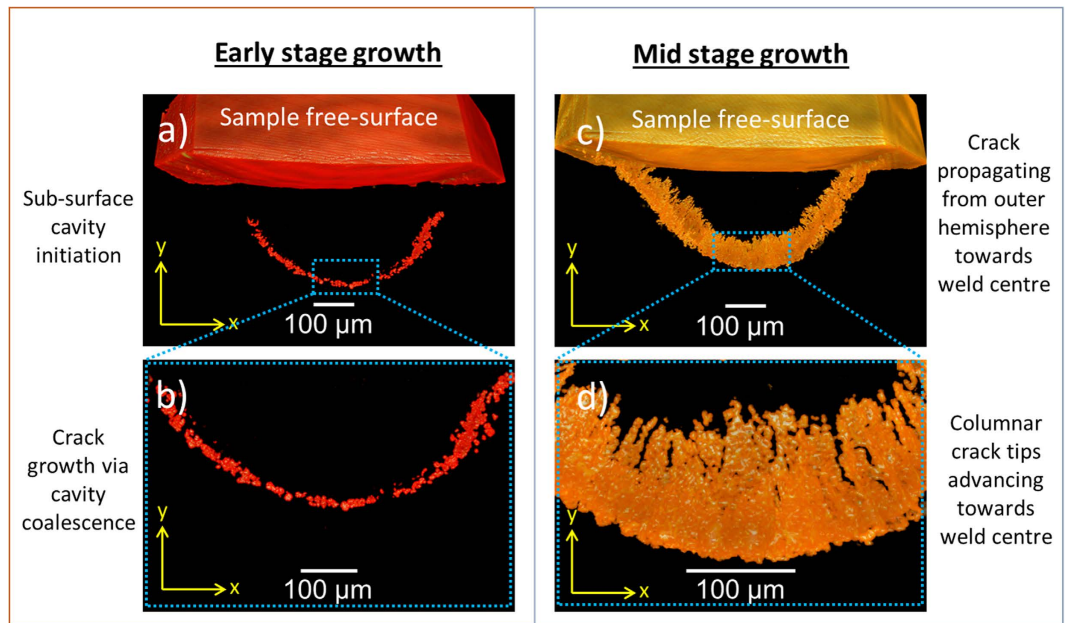 Early stage growth
Mid stage growth
Sub-surface
cavity
initiation
a)
Sample free-surface
y
x
100 µm
c)
Sample free-surface
y
x
100 µm
Crack
propagating
from outer
hemisphere
towards
weld centre
Crack
growth via
cavity
coalescence
b)
y
x
100 µm
d)
y
x
100 µm
Columnar
crack tips
advancing
towards
weld centre